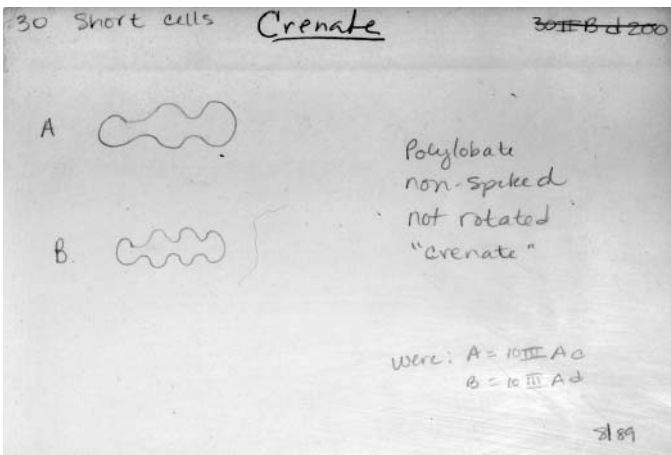 30 Short cells Crenate 30 II B d 200
A
Polylobate
non-spiked
not rotated
"crenate"
B.
were: A = 10 III A c
B = 10 III A d
8/89